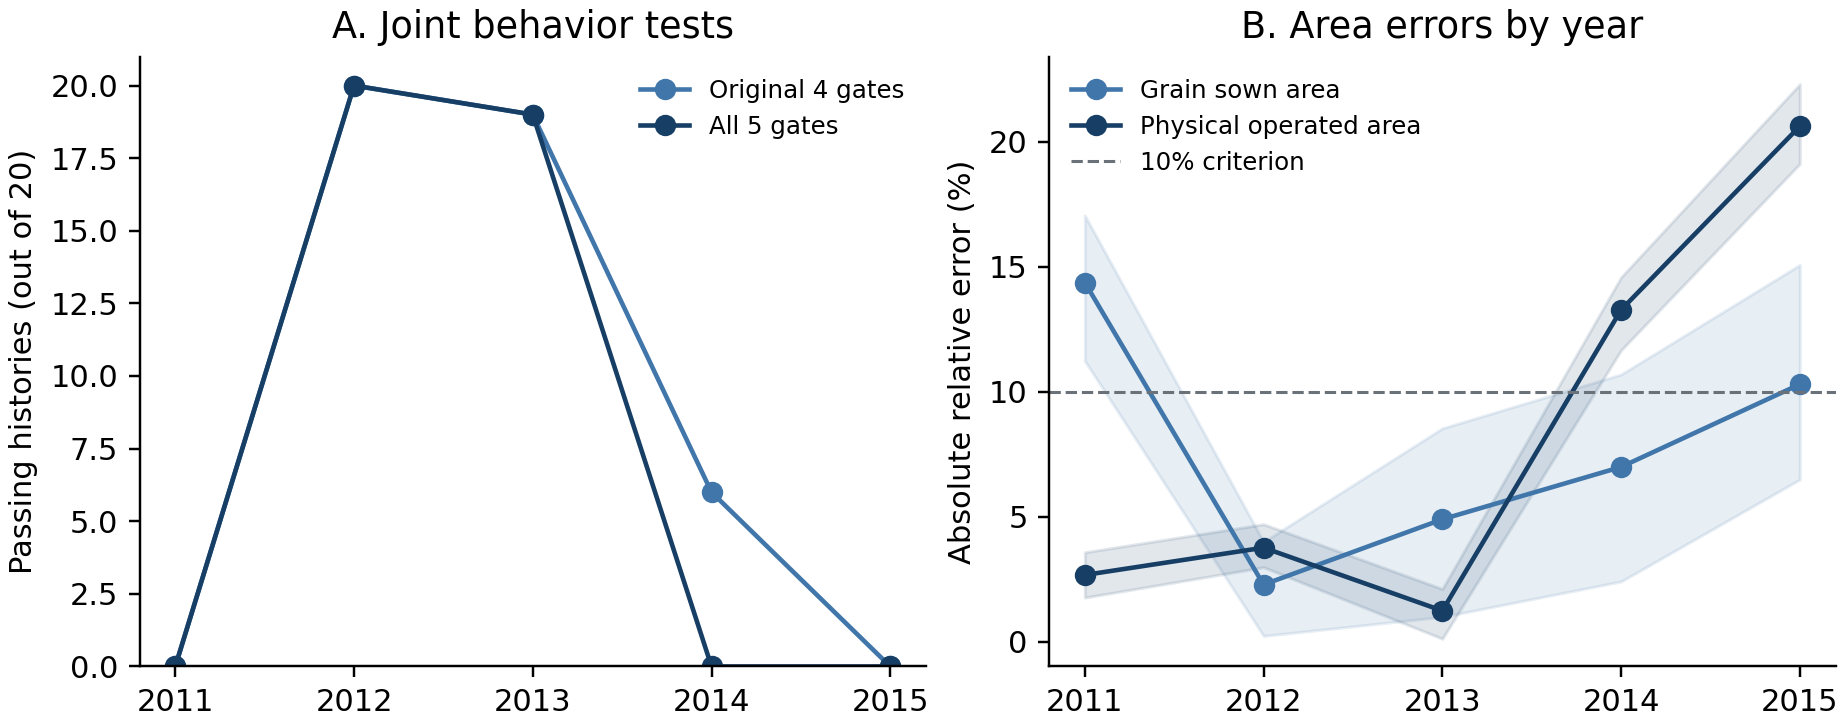 A. Joint behavior tests
Passing histories (out of 20)
20.0
17.5
15.0
12.5
10.0
7.5
5.0
2.5
0.0
2011 2012 2013 2014 2015
Original 4 gates
All 5 gates
B. Area errors by year
Absolute relative error (%)
20
15
10
5
0
2011 2012 2013 2014 2015
Grain sown area
Physical operated area
10% criterion